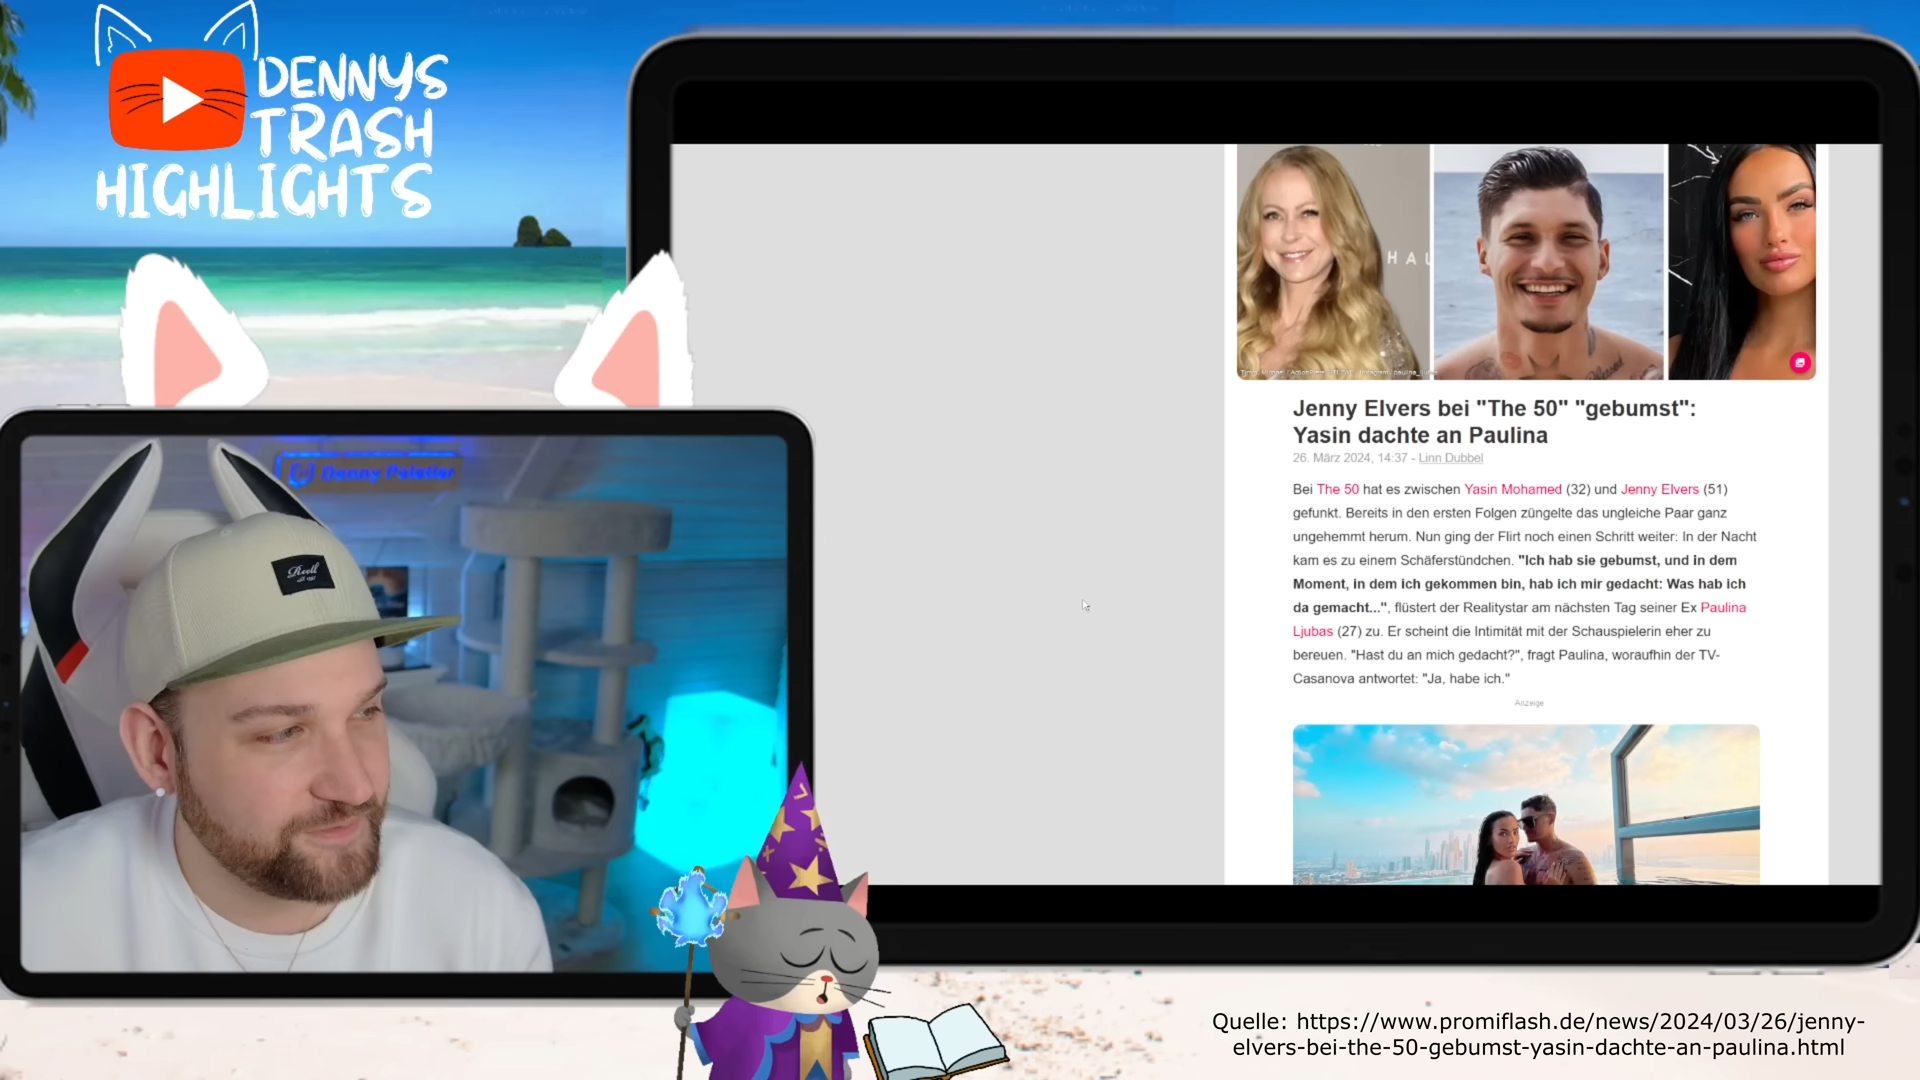 DENNYS
TRASH
HIGHLIGHTS
Denny
Reell
HAU
Jenny Elvers bei "The 50" "gebumst":
Yasin dachte an Paulina
26. März 2024, 14:37 - Linn Dubbel
Bei The 50 hat es zwischen Yasin Mohamed (32) und Jenny Elvers (51)
gefunkt. Bereits in den ersten Folgen züngelte das ungleiche Paar ganz
ungehemmt herum. Nun ging der Flirt noch einen Schritt weiter: In der Nacht
kam es zu einem Schäferstündchen. "Ich hab sie gebumst, und in dem
Moment, in dem ich gekommen bin, hab ich mir gedacht: Was hab ich
da gemacht...", flüstert der Realitystar am nächsten Tag seiner Ex Paulina
Ljubas (27) zu. Er scheint die Intimität mit der Schauspielerin eher zu
bereuen. "Hast du an mich gedacht?", fragt Paulina, woraufhin der TV-
Casanova antwortet: "Ja, habe ich."
Anzeige
Quelle: https://www.promiflash.de/news/2024/03/26/jenny-
elvers-bei-the-50-gebumst-yasin-dachte-an-paulina.html